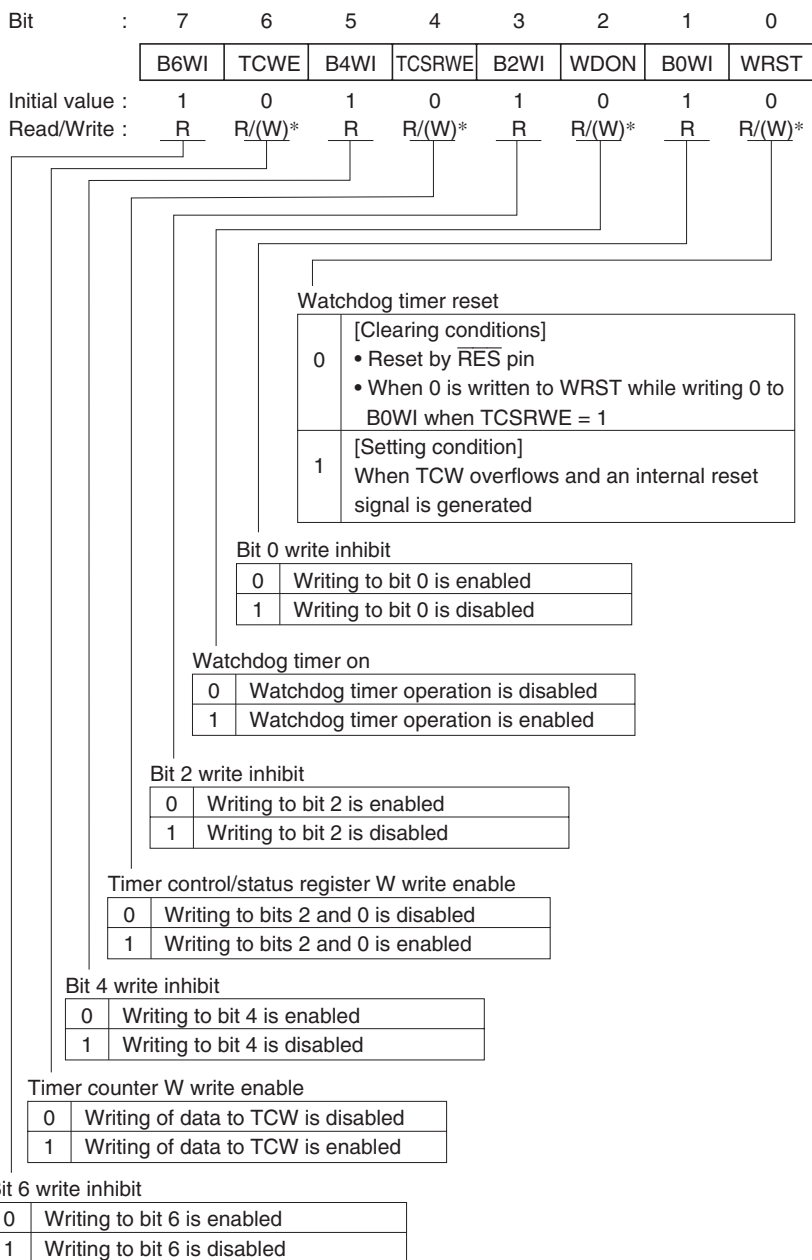 Bit : 7 6 5 4 3 2 1 0
B6WI TCWE B4WI TCSRWE B2WI WDON B0WI WRST
Initial value : 1 0 1 0 1 0 1 0
Read/Write : R R/(W)* R R/(W)* R R/(W)* R R/(W)*
Watchdog timer reset
0 [Clearing conditions]
• Reset by RES pin
• When 0 is written to WRST while writing 0 to
B0WI when TCSRWE = 1
1 [Setting condition]
When TCW overflows and an internal reset
signal is generated
Bit 0 write inhibit
0 Writing to bit 0 is enabled
1 Writing to bit 0 is disabled
Watchdog timer on
0 Watchdog timer operation is disabled
1 Watchdog timer operation is enabled
Bit 2 write inhibit
0 Writing to bit 2 is enabled
1 Writing to bit 2 is disabled
Timer control/status register W write enable
0 Writing to bits 2 and 0 is disabled
1 Writing to bits 2 and 0 is enabled
Bit 4 write inhibit
0 Writing to bit 4 is enabled
1 Writing to bit 4 is disabled
Timer counter W write enable
0 Writing of data to TCW is disabled
1 Writing of data to TCW is enabled
it 6 write inhibit
0 Writing to bit 6 is enabled
1 Writing to bit 6 is disabled